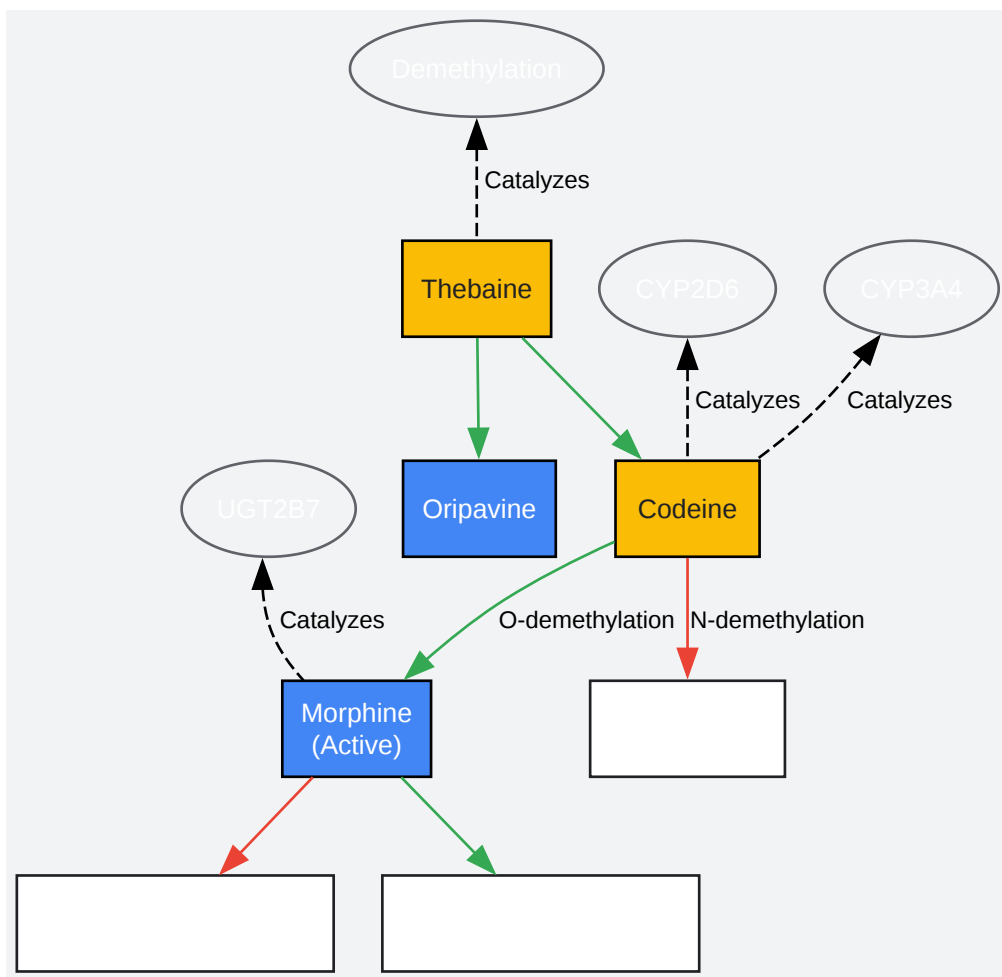 Demethylation
Catalyzes
Thebaine
CYP2D6
CYP3A4
Catalyzes
Catalyzes
UGT2B7
Oripavine
Codeine
Catalyzes
O-demethylation
N-demethylation
Morphine
(Active)